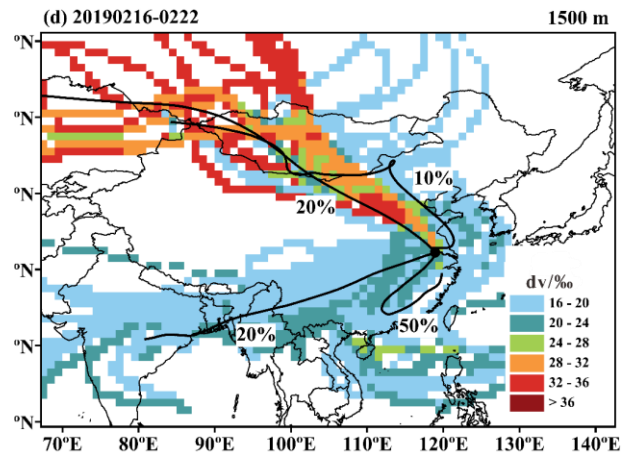 (d) 20190216-0222 1500 m
°N
°N
°N
°N
°N
°N
10%
20%
20%
50%
dv/‰
16 - 20
20 - 24
24 - 28
28 - 32
32 - 36
> 36
70°E 80°E 90°E 100°E 110°E 120°E 130°E 140°E